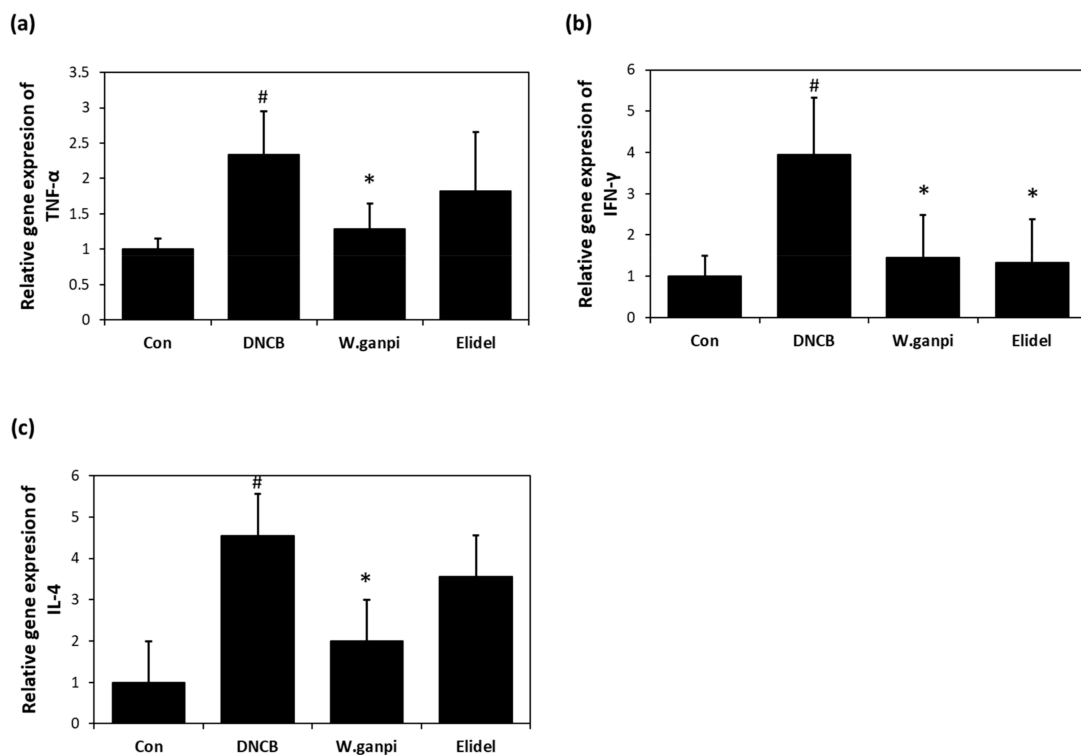 (a)
Relative gene expresion of
TNF-α
3.5
3
2.5
2
1.5
1
0.5
0
#
*
Con DNCB W.ganpi Elidel
(b)
Relative gene expression of
IFN-γ
6
5
4
3
2
1
0
#
*
*
Con DNCB W.ganpi Elidel
(c)
Relative gene expresion of
IL-4
6
5
4
3
2
1
0
#
*
Con DNCB W.ganpi Elidel